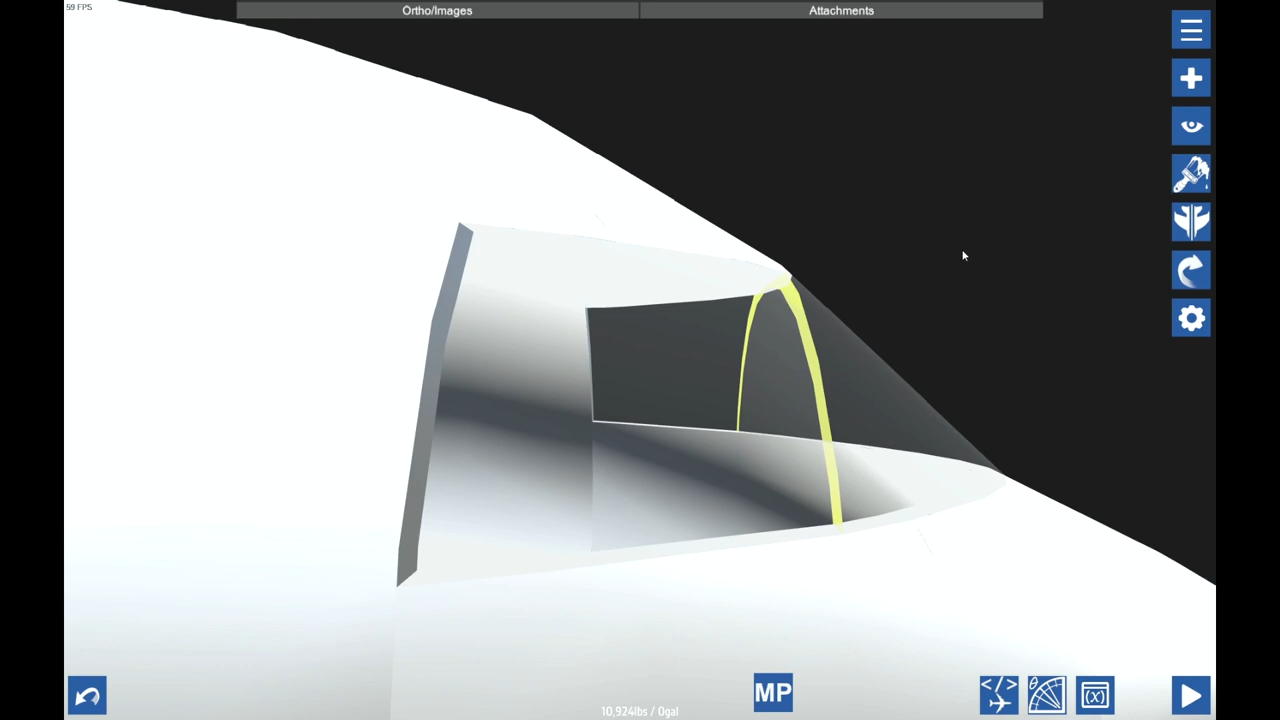 59 FPS
Ortho/Images
Attachments
MP
</>
(x)
10,924lbs / 0gal